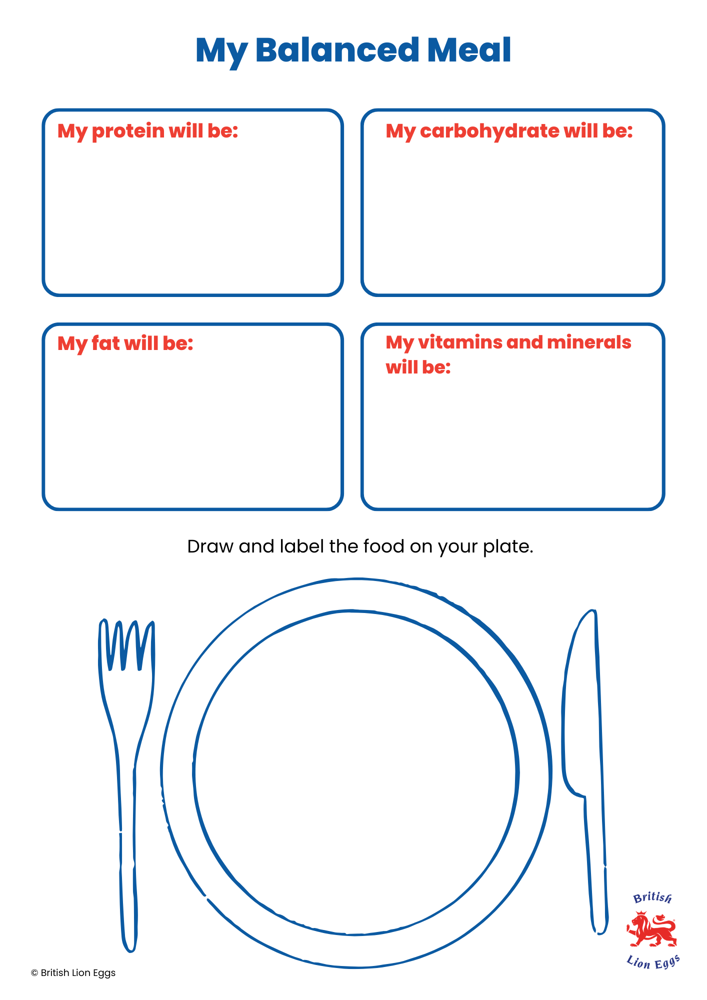 My Balanced Meal
My protein will be:
My carbohydrate will be:
My fat will be:
My vitamins and minerals
will be:
Draw and label the food on your plate.
British
Lion Eggs
© British Lion Eggs